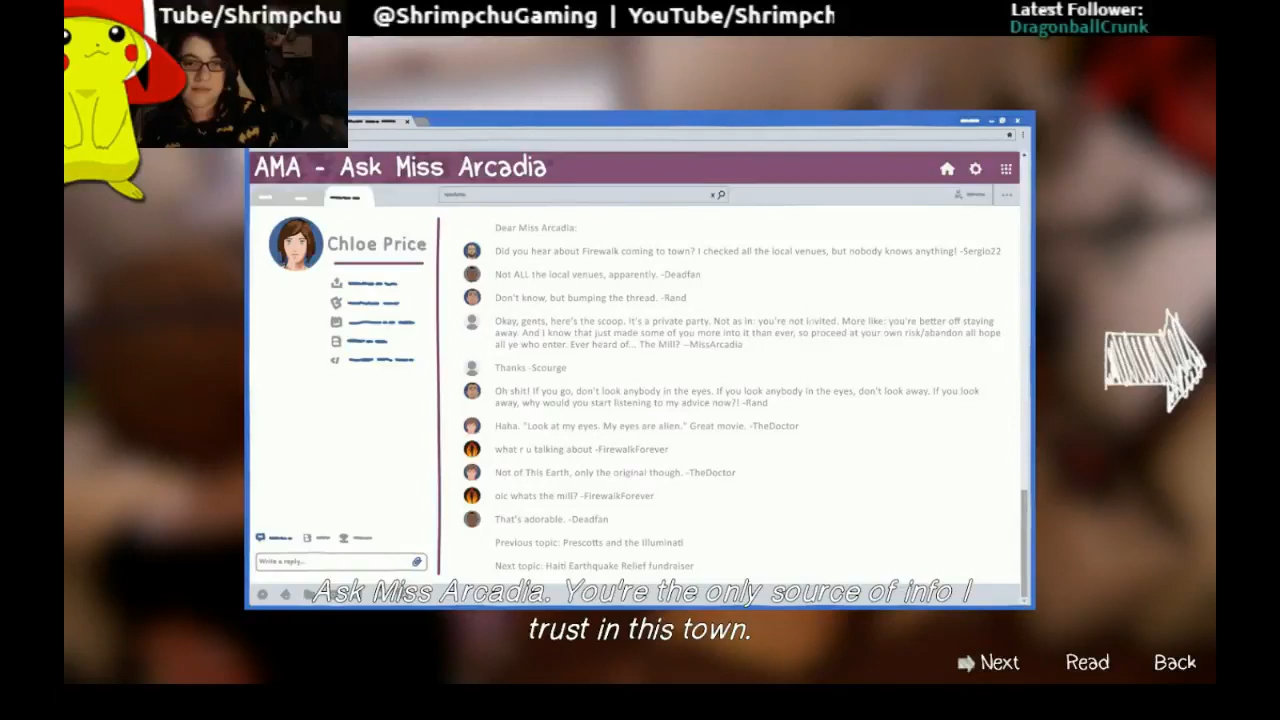 Tube/Shrimpchu @ShrimpchuGaming | YouTube/Shrimpch
Latest Follower:
DragonballCrunk
AMA - Ask Miss Arcadia
Chloe Price
Dear Miss Arcadia:
Did you hear about Firewalk coming to town? I checked all the local venues, but nobody knows anything! -Sergio22
Not ALL the local venues, apparently. -Deadfan
Don't know, but bumping the thread. -Rand
Okay, gents, here's the scoop. It's a private party. Not as in: you're not invited. More like: you're better off staying
away. And I know that just made some of you more into it than ever, so proceed at your own risk/abandon all hope
all ye who enter. Ever heard of... The Mill? -MissArcadia
Thanks -Scourge
Oh shit! If you go, don't look anybody in the eyes. If you look anybody in the eyes, don't look away. If you look
away, why would you start listening to my advice now?! -Rand
Haha. "Look at my eyes. My eyes are alien." Great movie. -TheDoctor
what r u talking about -FirewalkForever
Not of This Earth, only the original though. -TheDoctor
oic whats the mill? -FirewalkForever
That's adorable. -Deadfan
Previous topic: Prescotts and the Illuminati
Next topic: Haiti Earthquake Relief fundraiser
Write a reply...
Ask Miss Arcadia. You're the only source of info I
trust in this town.
Next Read Back